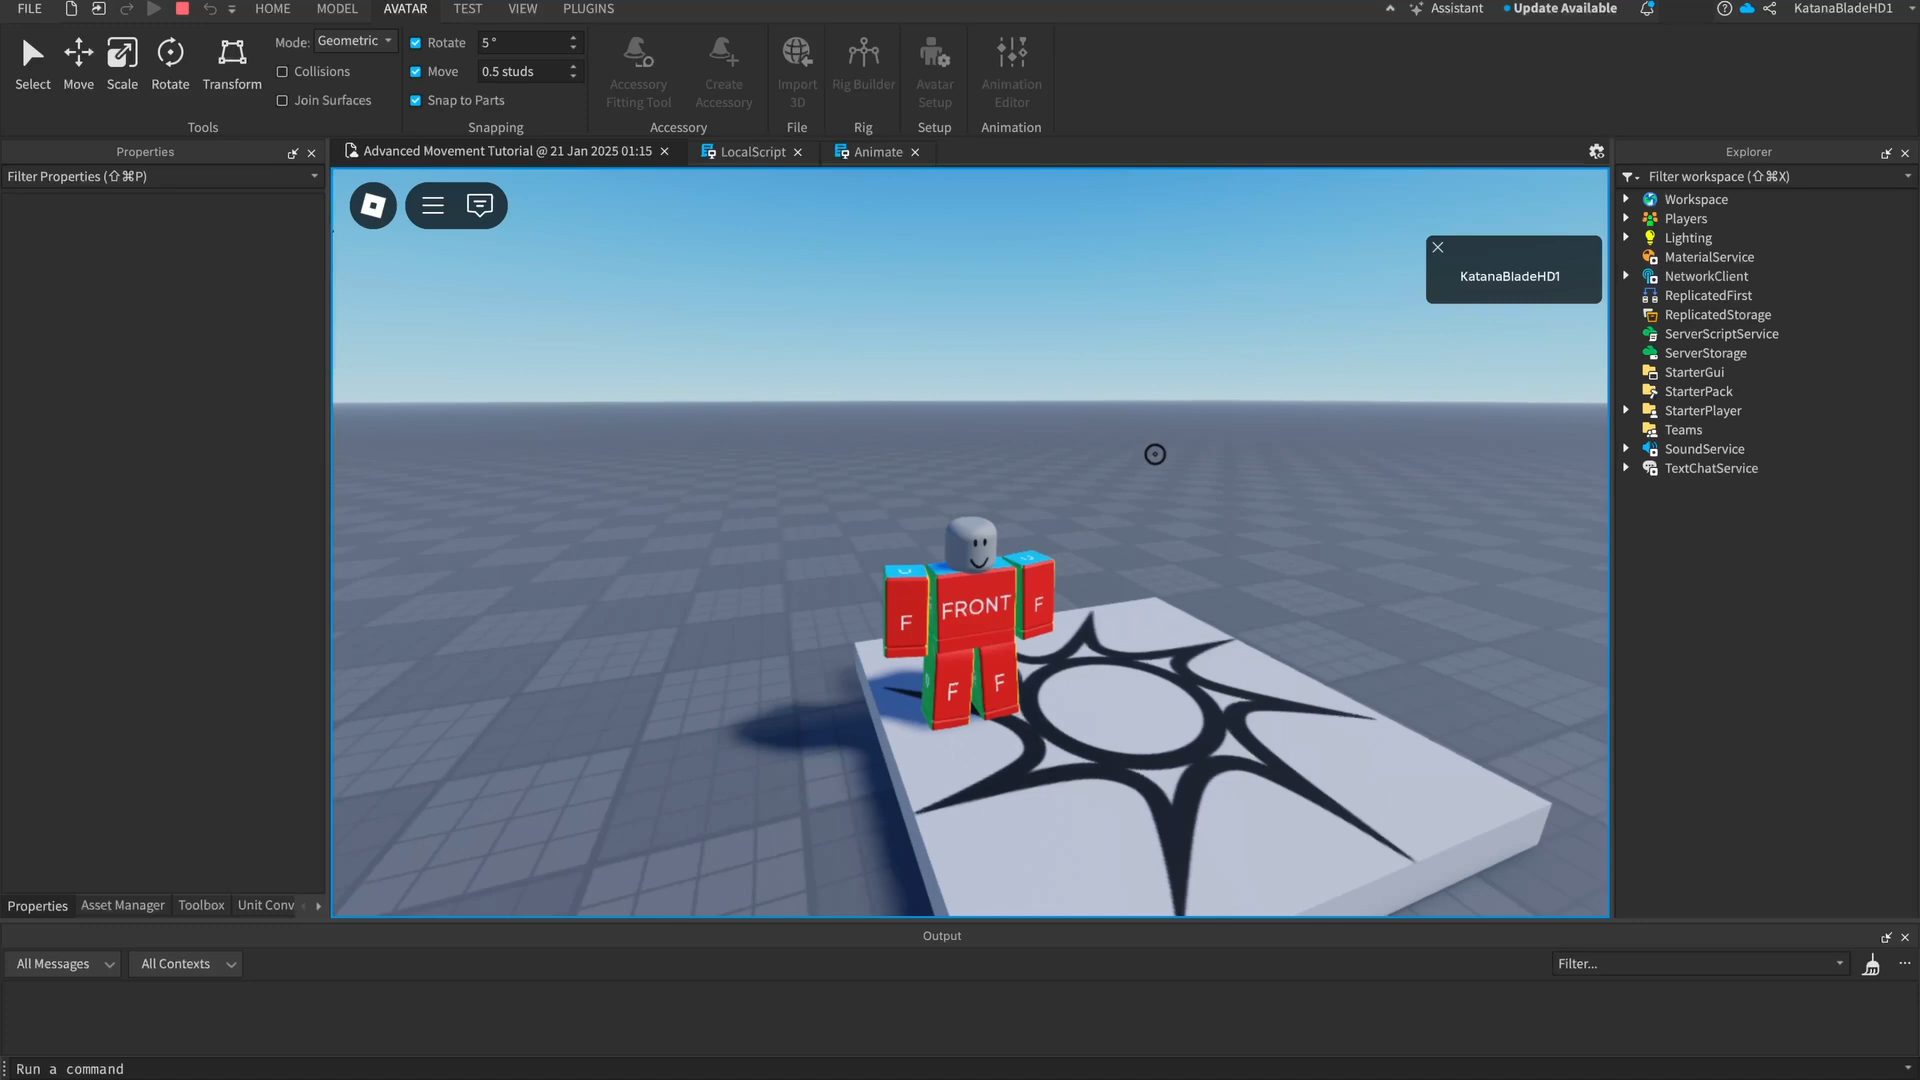 FILE HOME MODEL AVATAR TEST VIEW PLUGINS Assistant Update Available KatanaBladeHD1
Select Move Scale Rotate Transform
Mode: Geometric
Collisions
Join Surfaces
Tools
Rotate 5°
Move 0.5 studs
Snap to Parts
Snapping
Accessory Fitting Tool
Create Accessory
Accessory
Import 3D
File
Rig Builder
Rig
Avatar Setup
Setup
Animation Editor
Animation
Properties
Filter Properties (⇧⌘P)
Advanced Movement Tutorial @ 21 Jan 2025 01:15
LocalScript
Animate
KatanaBladeHD1
FRONT
F
F
F
F
U
U
Explorer
Filter workspace (⇧⌘X)
Workspace
Players
Lighting
MaterialService
NetworkClient
ReplicatedFirst
ReplicatedStorage
ServerScriptService
ServerStorage
StarterGui
StarterPack
StarterPlayer
Teams
SoundService
TextChatService
Properties Asset Manager Toolbox Unit Conv
Output
All Messages All Contexts Filter...
Run a command